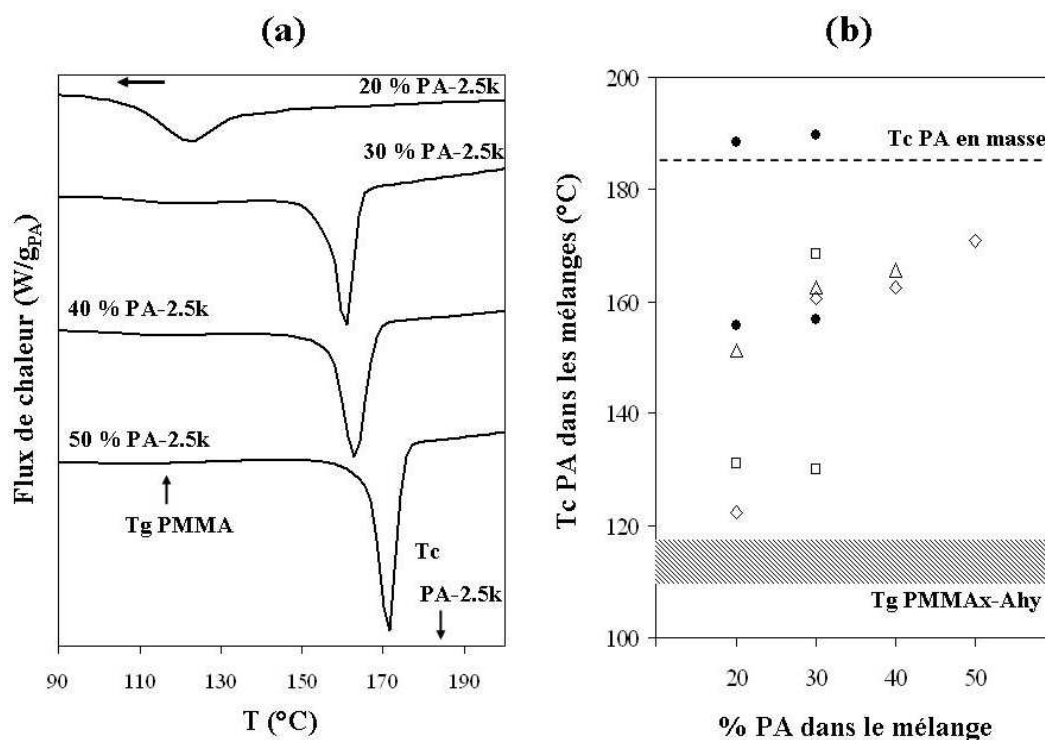 (a)
20 % PA-2.5k
30 % PA-2.5k
40 % PA-2.5k
50 % PA-2.5k
Tg PMMA
Tc
PA-2.5k
Flux de chaleur (W/gPA)
90 110 130 150 170 190
T (°C)
(b)
200
180
160
140
120
100
Tc PA en masse
Tg PMMAx-Ahy
Tc PA dans les mélanges (°C)
20 30 40 50
% PA dans le mélange